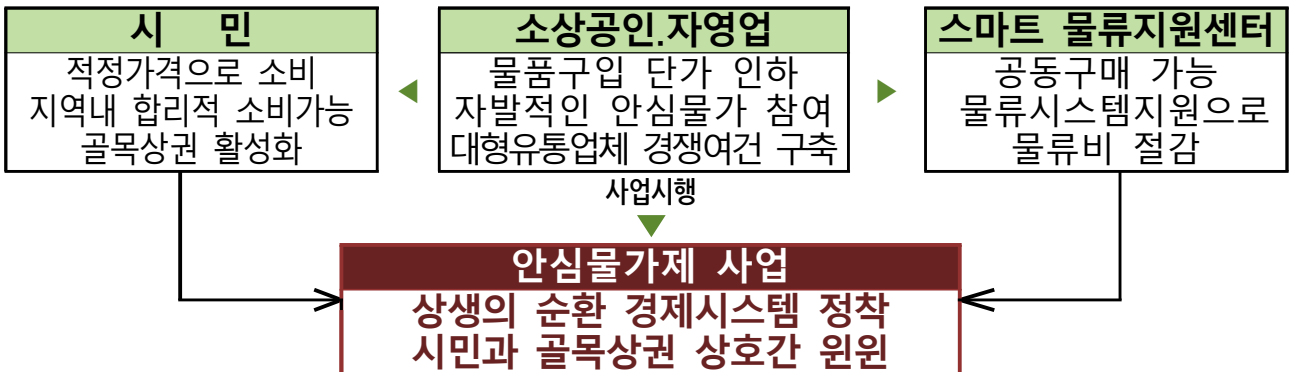 시 민
적정가격으로 소비
지역내 합리적 소비가능
골목상권 활성화
소상공인.자영업
물품구입 단가 인하
자발적인 안심물가 참여
대형유통업체 경쟁여건 구축
스마트 물류지원센터
공동구매 가능
물류시스템지원으로
물류비 절감
사업시행
안심물가제 사업
상생의 순환 경제시스템 정착
시민과 골목상권 상호간 윈윈